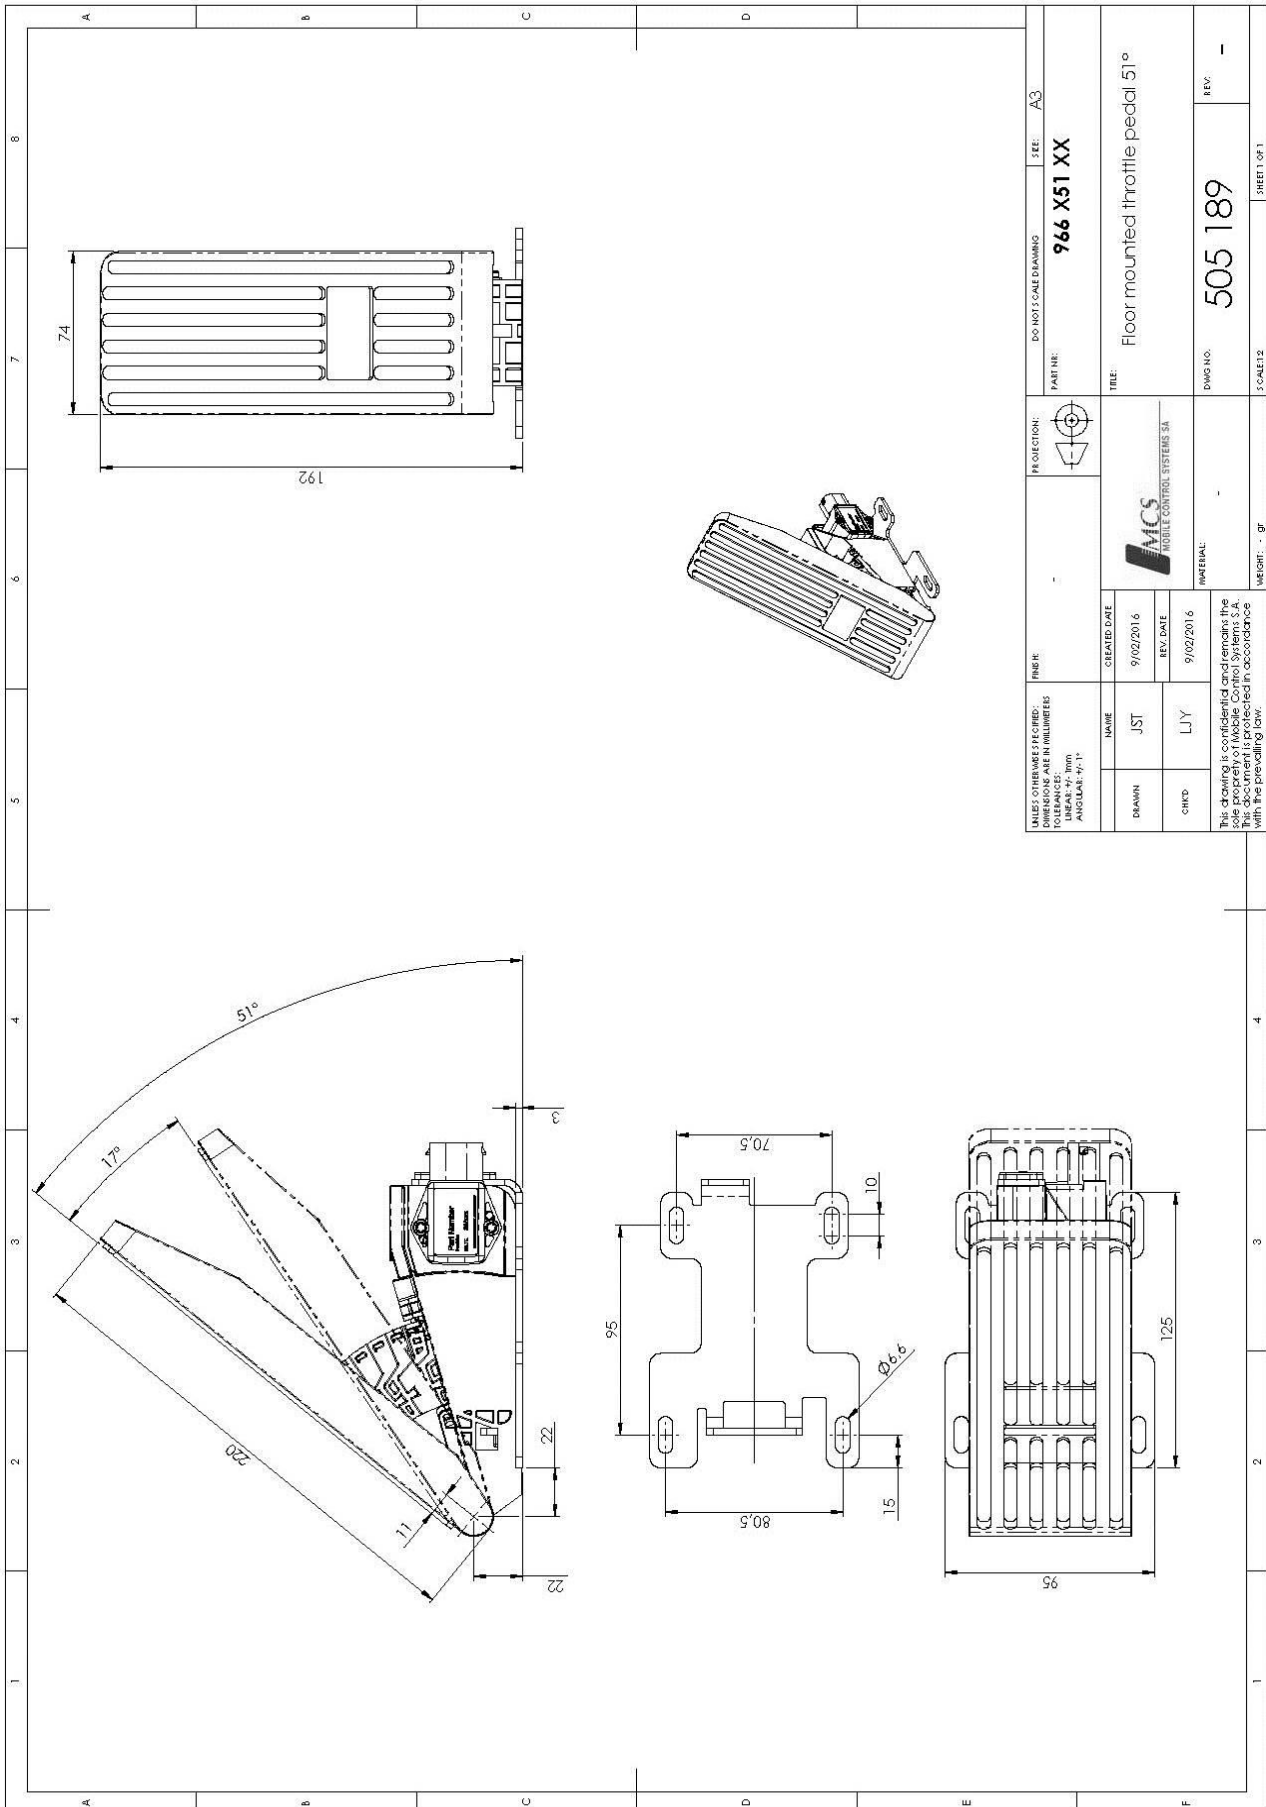 1
2
3
4
5
6
7
8
A
B
C
D
A
B
C
D
E
F
1
2
3
4
220
17°
51°
11
22
22
3
74
192
95
70,5
10
Ø6,6
80,5
15
95
125
Part Number
UNLESS OTHERWISE SPECIFIED:
DIMENSIONS ARE IN MILLIMETERS
TOLERANCES:
LINEAR: +/- 1mm
ANGULAR: +/- 1°
FINISH:
-
PROJECTION:
DO NOT SCALE DRAWING
SIZE:
A3
PART NR:
966 X51 XX
NAME
CREATED DATE
DRAWN
JST
9/02/2016
REV. DATE
CHK'D
LJY
9/02/2016
MCS
MOBILE CONTROL SYSTEMS SA
TITLE:
Floor mounted throttle pedal 51°
MATERIAL:
-
DWG NO.
505 189
REV:
-
This drawing is confidential and remains the
sole property of Mobile Control Systems S.A.
This document is protected in accordance
with the prevailing law.
WEIGHT: - gr
SCALE:1:2
SHEET 1 OF 1